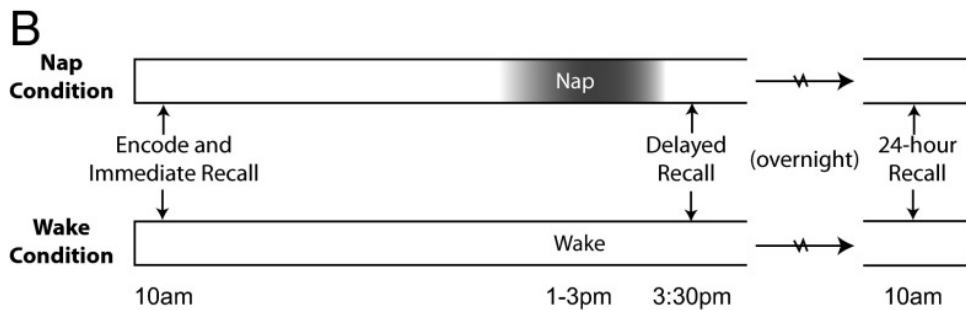 B
Nap
Condition
Nap
Encode and
Immediate Recall
Delayed
Recall
(overnight)
24-hour
Recall
Wake
Condition
Wake
10am
1-3pm
3:30pm
10am